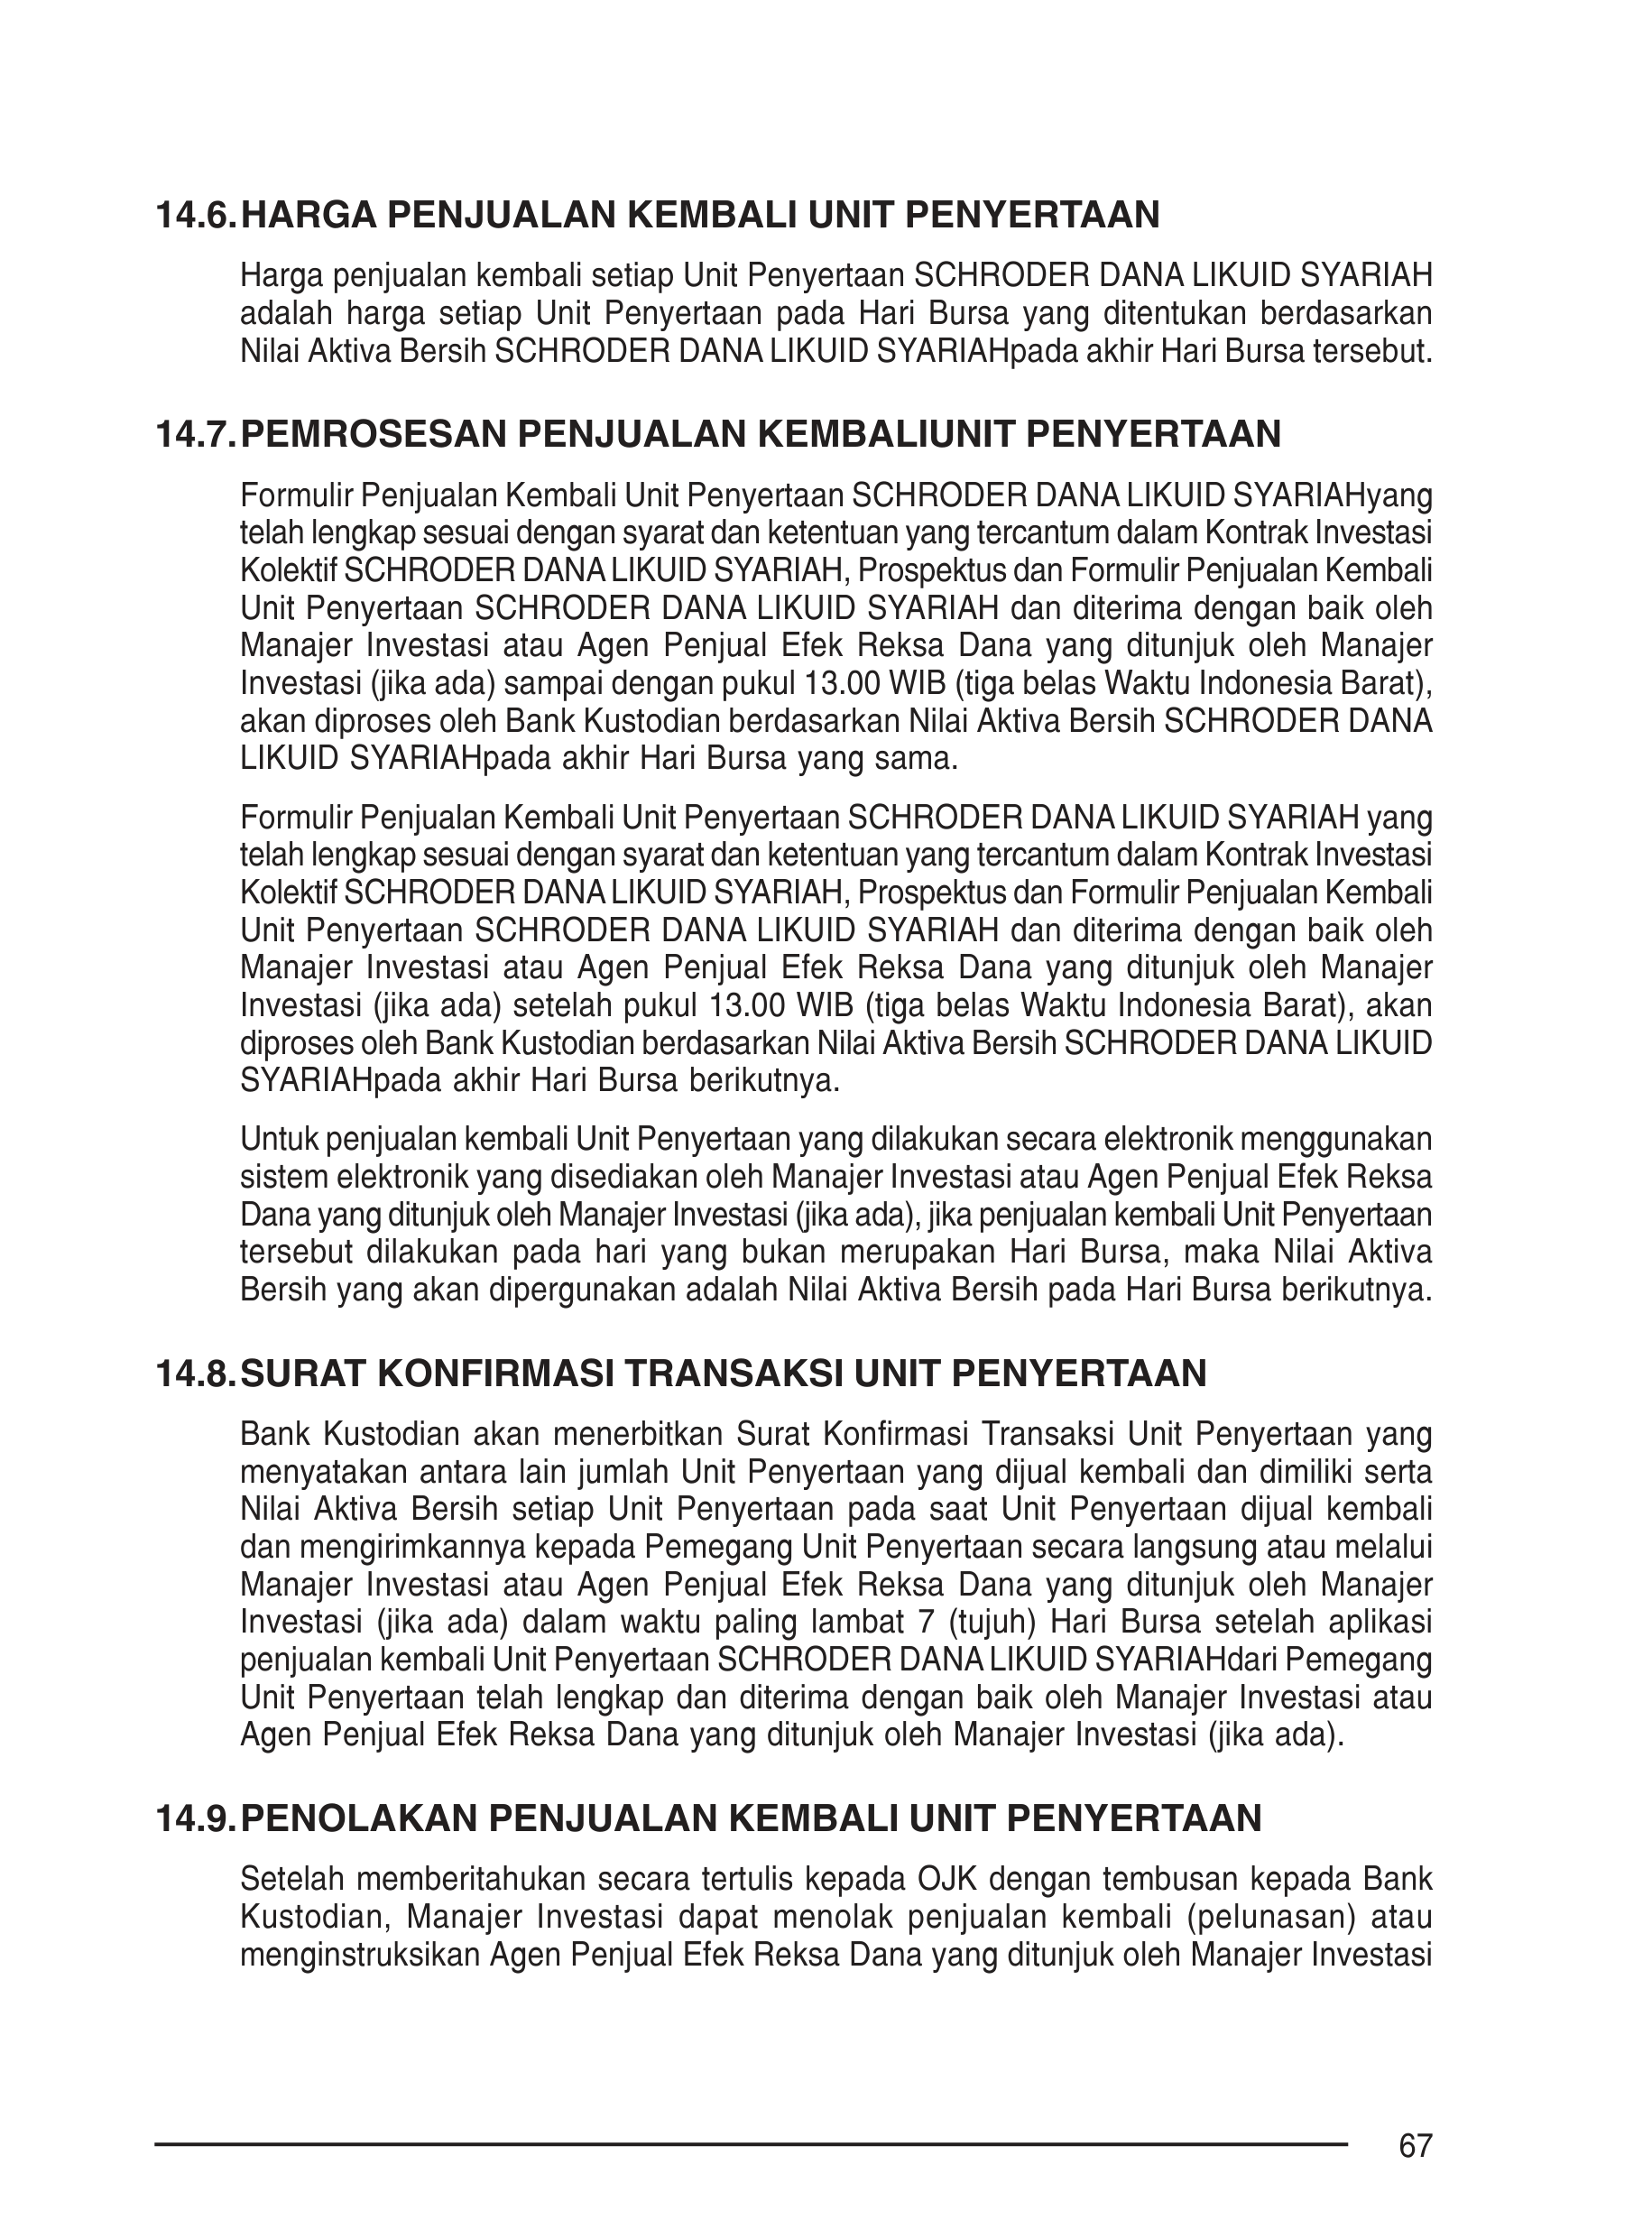 14.6. HARGA PENJUALAN KEMBALI UNIT PENYERTAAN
Harga penjualan kembali setiap Unit Penyertaan SCHRODER DANA LIKUID SYARIAH
adalah harga setiap Unit Penyertaan pada Hari Bursa yang ditentukan berdasarkan
Nilai Aktiva Bersih SCHRODER DANA LIKUID SYARIAHpada akhir Hari Bursa tersebut.
14.7. PEMROSESAN PENJUALAN KEMBALIUNIT PENYERTAAN
Formulir Penjualan Kembali Unit Penyertaan SCHRODER DANA LIKUID SYARIAHyang
telah lengkap sesuai dengan syarat dan ketentuan yang tercantum dalam Kontrak Investasi
Kolektif SCHRODER DANA LIKUID SYARIAH, Prospektus dan Formulir Penjualan Kembali
Unit Penyertaan SCHRODER DANA LIKUID SYARIAH dan diterima dengan baik oleh
Manajer Investasi atau Agen Penjual Efek Reksa Dana yang ditunjuk oleh Manajer
Investasi (jika ada) sampai dengan pukul 13.00 WIB (tiga belas Waktu Indonesia Barat),
akan diproses oleh Bank Kustodian berdasarkan Nilai Aktiva Bersih SCHRODER DANA
LIKUID SYARIAHpada akhir Hari Bursa yang sama.
Formulir Penjualan Kembali Unit Penyertaan SCHRODER DANA LIKUID SYARIAH yang
telah lengkap sesuai dengan syarat dan ketentuan yang tercantum dalam Kontrak Investasi
Kolektif SCHRODER DANA LIKUID SYARIAH, Prospektus dan Formulir Penjualan Kembali
Unit Penyertaan SCHRODER DANA LIKUID SYARIAH dan diterima dengan baik oleh
Manajer Investasi atau Agen Penjual Efek Reksa Dana yang ditunjuk oleh Manajer
Investasi (jika ada) setelah pukul 13.00 WIB (tiga belas Waktu Indonesia Barat), akan
diproses oleh Bank Kustodian berdasarkan Nilai Aktiva Bersih SCHRODER DANA LIKUID
SYARIAHpada akhir Hari Bursa berikutnya.
Untuk penjualan kembali Unit Penyertaan yang dilakukan secara elektronik menggunakan
sistem elektronik yang disediakan oleh Manajer Investasi atau Agen Penjual Efek Reksa
Dana yang ditunjuk oleh Manajer Investasi (jika ada), jika penjualan kembali Unit Penyertaan
tersebut dilakukan pada hari yang bukan merupakan Hari Bursa, maka Nilai Aktiva
Bersih yang akan dipergunakan adalah Nilai Aktiva Bersih pada Hari Bursa berikutnya.
14.8. SURAT KONFIRMASI TRANSAKSI UNIT PENYERTAAN
Bank Kustodian akan menerbitkan Surat Konfirmasi Transaksi Unit Penyertaan yang
menyatakan antara lain jumlah Unit Penyertaan yang dijual kembali dan dimiliki serta
Nilai Aktiva Bersih setiap Unit Penyertaan pada saat Unit Penyertaan dijual kembali
dan mengirimkannya kepada Pemegang Unit Penyertaan secara langsung atau melalui
Manajer Investasi atau Agen Penjual Efek Reksa Dana yang ditunjuk oleh Manajer
Investasi (jika ada) dalam waktu paling lambat 7 (tujuh) Hari Bursa setelah aplikasi
penjualan kembali Unit Penyertaan SCHRODER DANA LIKUID SYARIAHdari Pemegang
Unit Penyertaan telah lengkap dan diterima dengan baik oleh Manajer Investasi atau
Agen Penjual Efek Reksa Dana yang ditunjuk oleh Manajer Investasi (jika ada).
14.9. PENOLAKAN PENJUALAN KEMBALI UNIT PENYERTAAN
Setelah memberitahukan secara tertulis kepada OJK dengan tembusan kepada Bank
Kustodian, Manajer Investasi dapat menolak penjualan kembali (pelunasan) atau
menginstruksikan Agen Penjual Efek Reksa Dana yang ditunjuk oleh Manajer Investasi
67